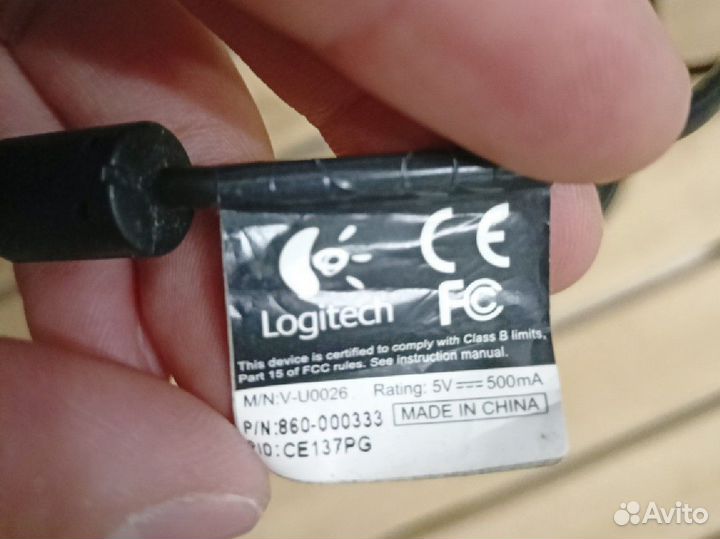 Logitech
CE
FC
This device is certified to comply with Class B limits,
Part 15 of FCC rules. See instruction manual.
M/N:V-U0026 Rating: 5V⎓500mA
P/N:860-000333 MADE IN CHINA
PID:CE137PG
Avito